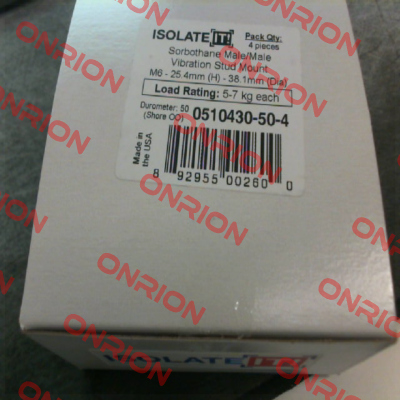 ISOLATE IT!
Pack Qty:
4 pieces
Sorbothane Male/Male
Vibration Stud Mount
M6 - 25.4mm (H) - 38.1mm (Dia)
Load Rating: 5-7 kg each
Durometer: 50
(Shore OO)
0510430-50-4
Made in
the USA
8 92955 00260 0
ISOLATE IT!
ONRION
ONRION
ONRION
ONRION
ONRION
ONRION
ONRION
ONRION
ONRION